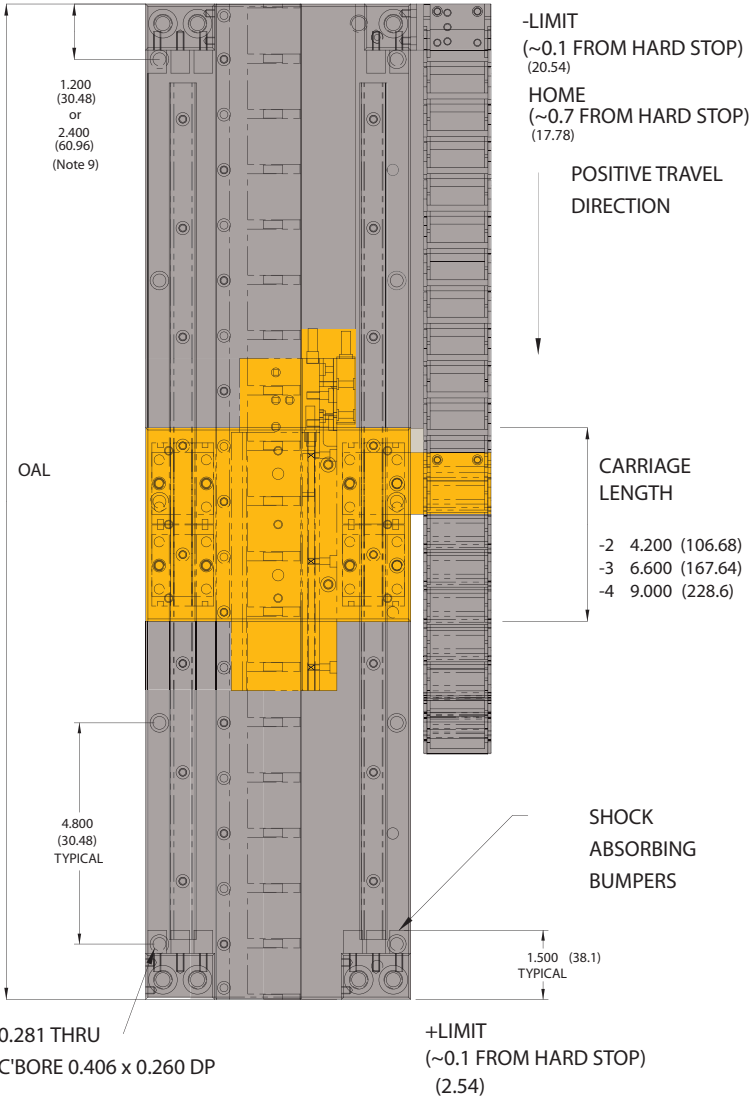 -LIMIT
(~0.1 FROM HARD STOP)
(20.54)
HOME
(~0.7 FROM HARD STOP)
(17.78)
1.200
(30.48)
or
2.400
(60.96)
(Note 9)
POSITIVE TRAVEL
DIRECTION
OAL
CARRIAGE
LENGTH
-2 4.200 (106.68)
-3 6.600 (167.64)
-4 9.000 (228.6)
4.800
(30.48)
TYPICAL
SHOCK
ABSORBING
BUMPERS
1.500 (38.1)
TYPICAL
0.281 THRU
C'BORE 0.406 x 0.260 DP
+LIMIT
(~0.1 FROM HARD STOP)
(2.54)